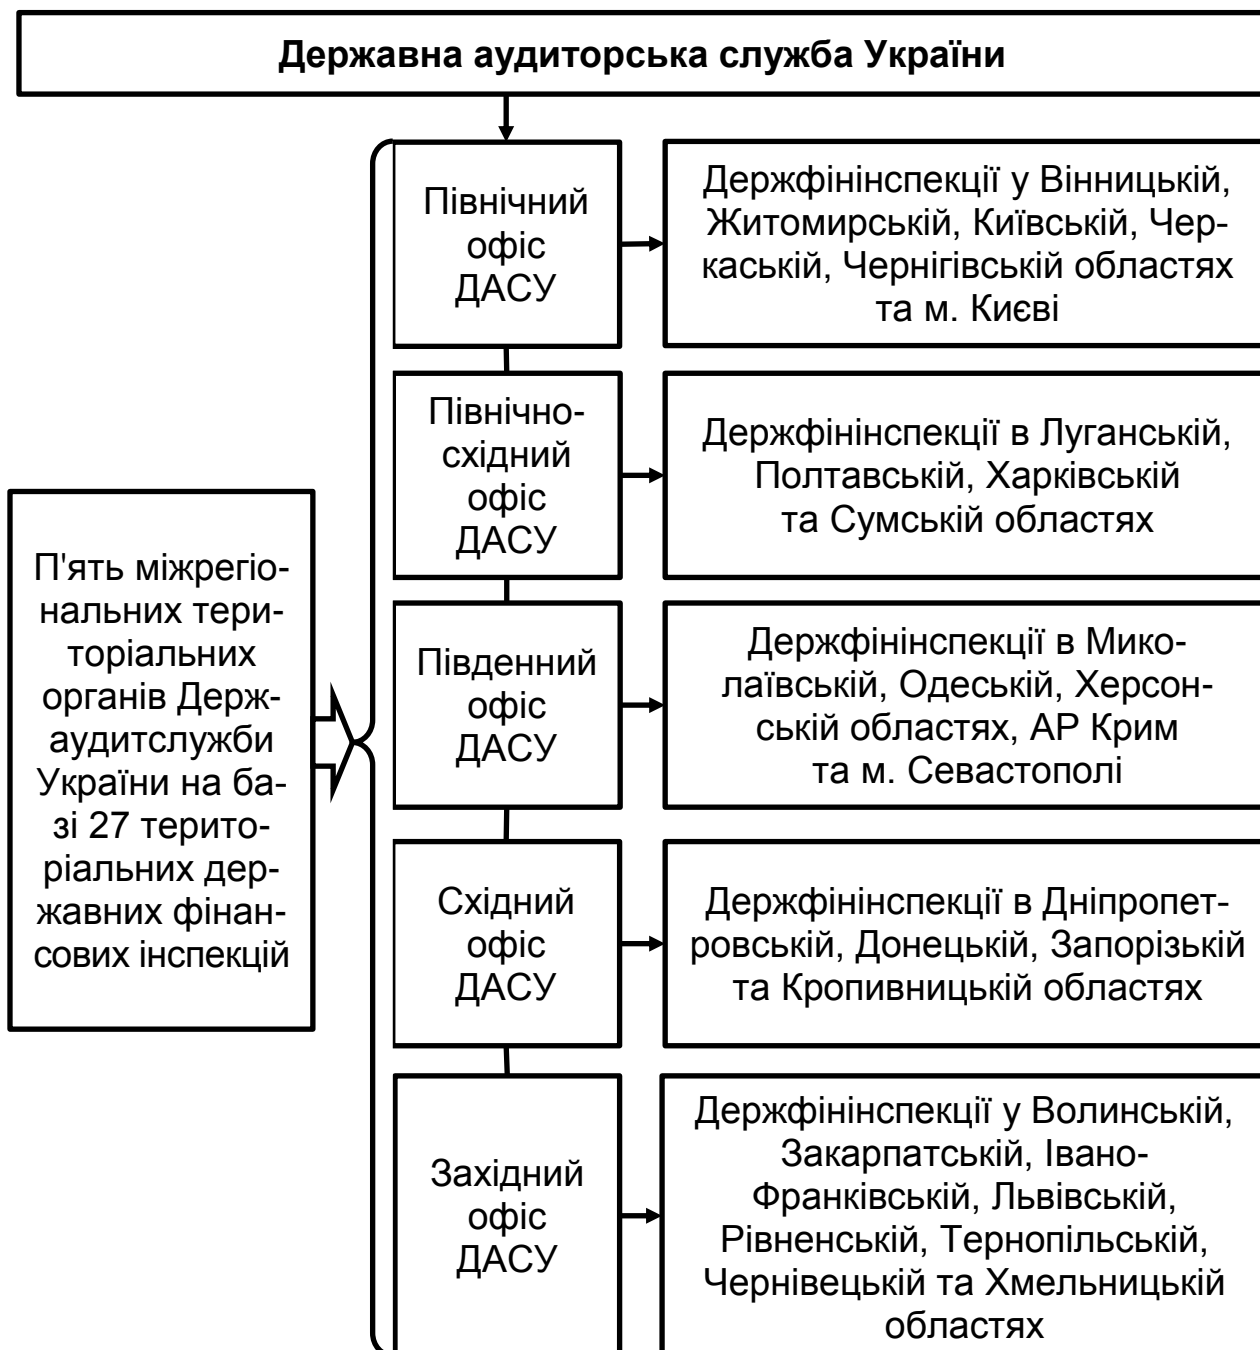 Державна аудиторська служба України
Північний
офіс
ДАСУ
Держфінінспекції у Вінницькій,
Житомирській, Київській, Чер-
каській, Чернігівській областях
та м. Києві
Північно-
східний
офіс
ДАСУ
Держфінінспекції в Луганській,
Полтавській, Харківській
та Сумській областях
П'ять міжрегіо-
нальних тери-
торіальних
органів Держ-
аудитслужби
України на ба-
зі 27 терито-
ріальних дер-
жавних фінан-
сових інспекцій
Південний
офіс
ДАСУ
Держфінінспекції в Мико-
лаївській, Одеській, Херсон-
ській областях, АР Крим
та м. Севастополі
Східний
офіс
ДАСУ
Держфінінспекції в Дніпропет-
ровській, Донецькій, Запорізькій
та Кропивницькій областях
Західний
офіс
ДАСУ
Держфінінспекції у Волинській,
Закарпатській, Івано-
Франківській, Львівській,
Рівненській, Тернопільській,
Чернівецькій та Хмельницькій
областях